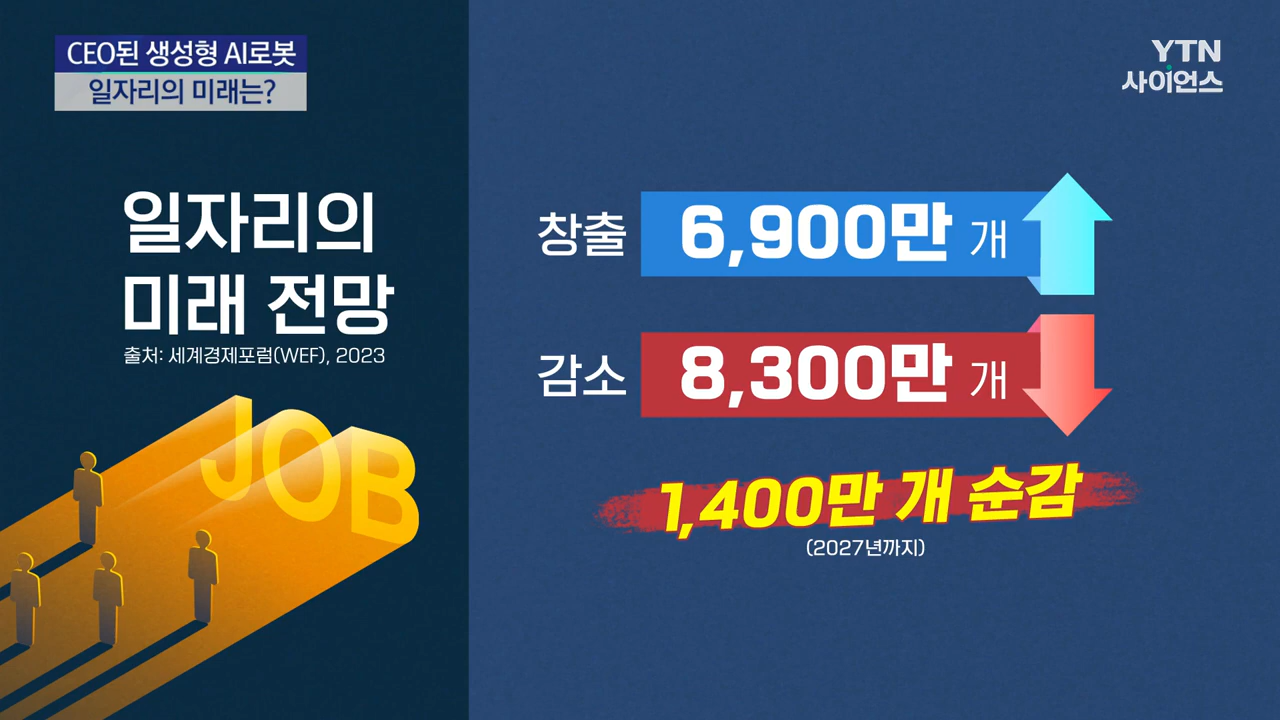 CEO된 생성형 AI로봇
일자리의 미래는?
YTN
사이언스
일자리의
미래 전망
출처: 세계경제포럼(WEF), 2023
JOB
창출 6,900만 개
감소 8,300만 개
1,400만 개 순감
(2027년까지)